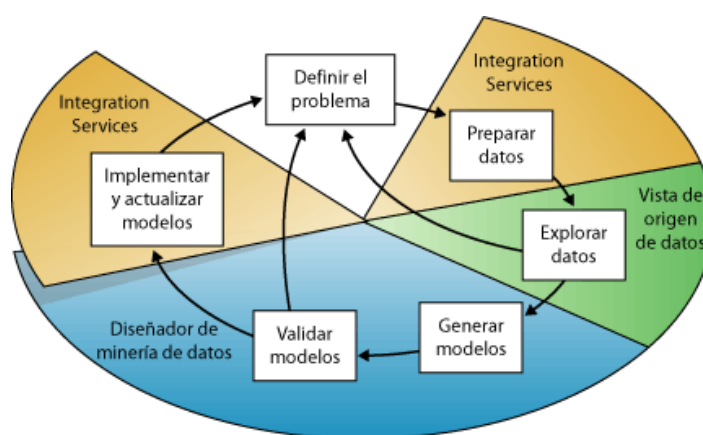 Definir el
problema
Integration
Services
Preparar
datos
Vista de
origen
de datos
Explorar
datos
Generar
modelos
Validar
modelos
Diseñador de
minería de datos
Implementar
y actualizar
modelos
Integration
Services